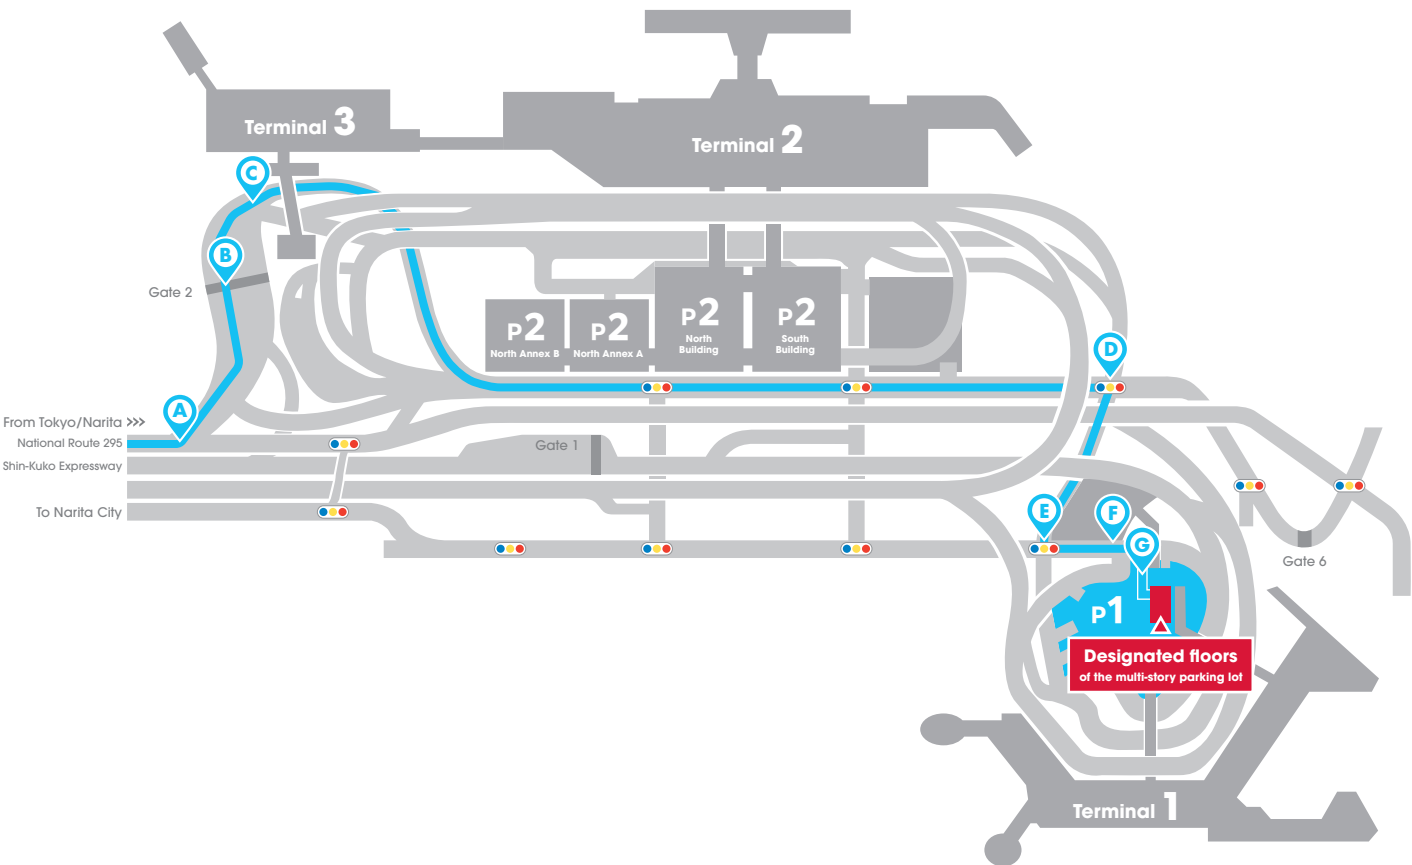 Terminal 3
Terminal 2
C
B
Gate 2
P2
North Annex B
P2
North Annex A
P2
North
Building
P2
South
Building
D
A
From Tokyo/Narita >>>
National Route 295
Gate 1
Shin-Kuko Expressway
To Narita City
E
F
G
Gate 6
P1
Designated floors
of the multi-story parking lot
Terminal 1